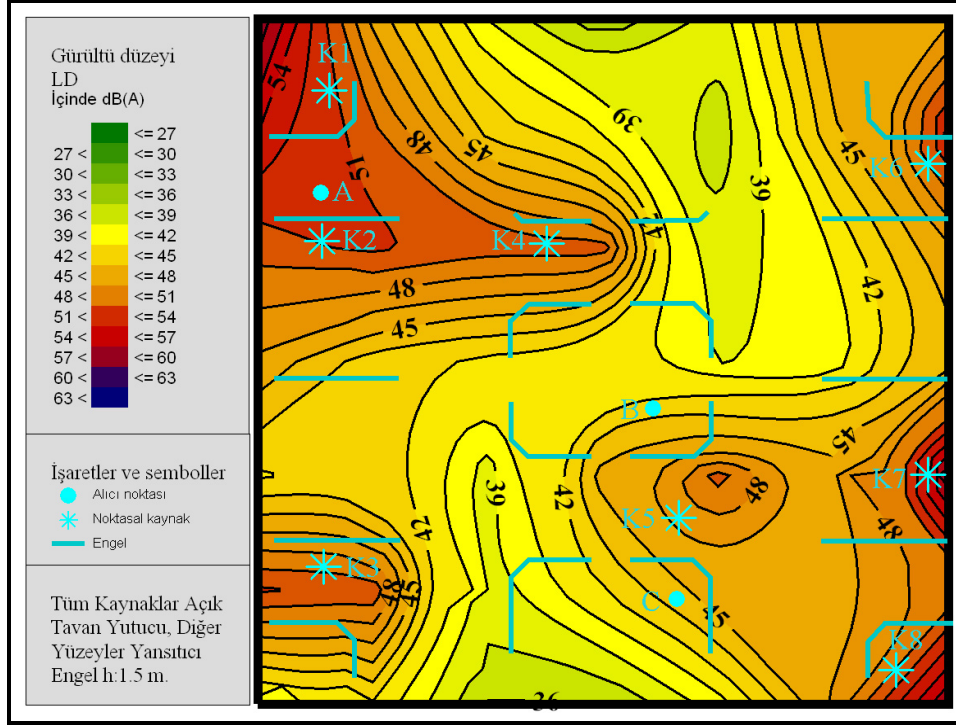 Gürültü düzeyi
LD
İçinde dB(A)
<= 27
27 < <= 30
30 < <= 33
33 < <= 36
36 < <= 39
39 < <= 42
42 < <= 45
45 < <= 48
48 < <= 51
51 < <= 54
54 < <= 57
57 < <= 60
60 < <= 63
63 <
İşaretler ve semboller
Alıcı noktası
Noktasal kaynak
Engel
Tüm Kaynaklar Açık
Tavan Yutucu, Diğer
Yüzeyler Yansıtıcı
Engel h:1.5 m.
K1
54
42
39
48
45
45
K6
51
A
39
42
K2
K4
48
42
45
B
45
39
48
K7
42
K5
42
48
K3
48
45
C
45
K8
36